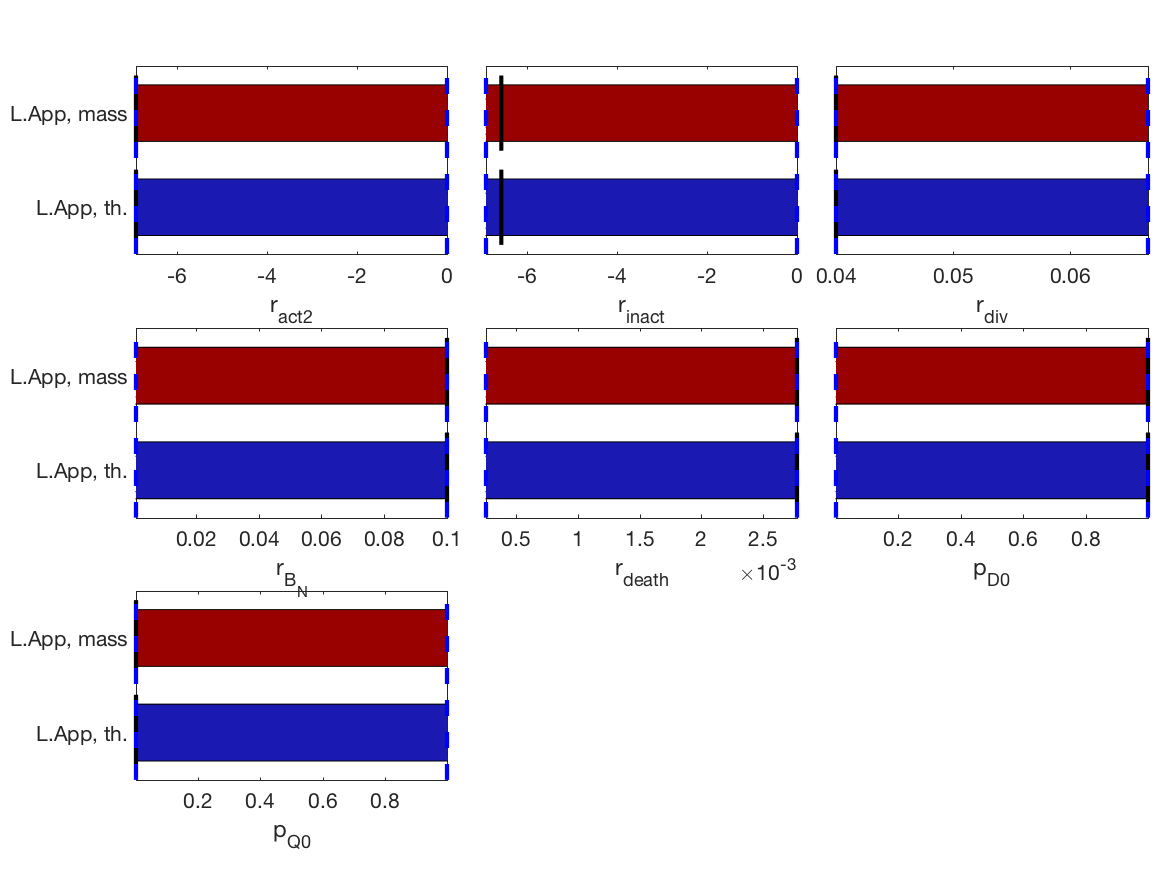 L.App, mass
L.App, th.
-6 -4 -2 0
r_act2
-6 -4 -2 0
r_inact
0.04 0.05 0.06
r_div
L.App, mass
L.App, th.
0.02 0.04 0.06 0.08 0.1
r_B_N
0.5 1 1.5 2 2.5
×10^-3
r_death
0.2 0.4 0.6 0.8
p_D0
L.App, mass
L.App, th.
0.2 0.4 0.6 0.8
p_Q0